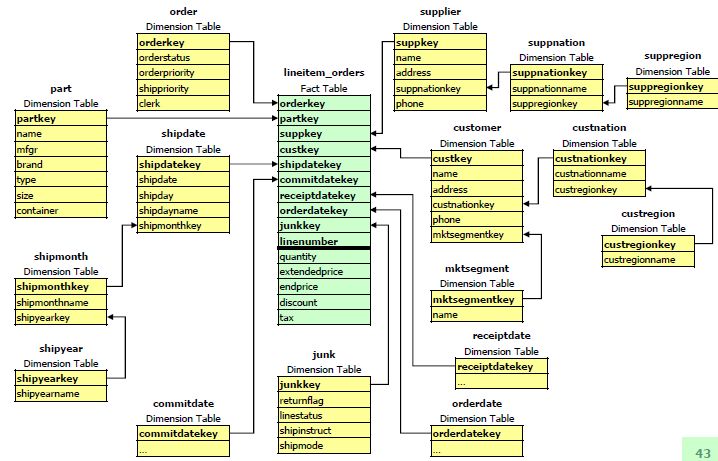 order
Dimension Table
orderkey
orderstatus
orderpriority
shippriority
clerk
supplier
Dimension Table
suppkey
name
address
suppnationkey
phone
suppnation
Dimension Table
suppnationkey
suppnationname
suppregionkey
suppregion
Dimension Table
suppregionkey
suppregionname
part
Dimension Table
partkey
name
mfgr
brand
type
size
container
lineitem_orders
Fact Table
orderkey
partkey
suppkey
custkey
shipdatekey
commitdatekey
receiptdatekey
orderdatekey
junkkey
linenumber
quantity
extendedprice
endprice
discount
tax
shipdate
Dimension Table
shipdatekey
shipdate
shipday
shipdayname
shipmonthkey
customer
Dimension Table
custkey
name
address
custnationkey
phone
mktsegmentkey
custnation
Dimension Table
custnationkey
custnationname
custregionkey
custregion
Dimension Table
custregionkey
custregionname
shipmonth
Dimension Table
shipmonthkey
shipmonthname
shipyearkey
mktsegment
Dimension Table
mktsegmentkey
name
shipyear
Dimension Table
shipyearkey
shipyearname
junk
Dimension Table
junkkey
returnflag
linestatus
shipinstruct
shipmode
receiptdate
Dimension Table
receiptdatekey
...
commitdate
Dimension Table
commitdatekey
...
orderdate
Dimension Table
orderdatekey
...
43